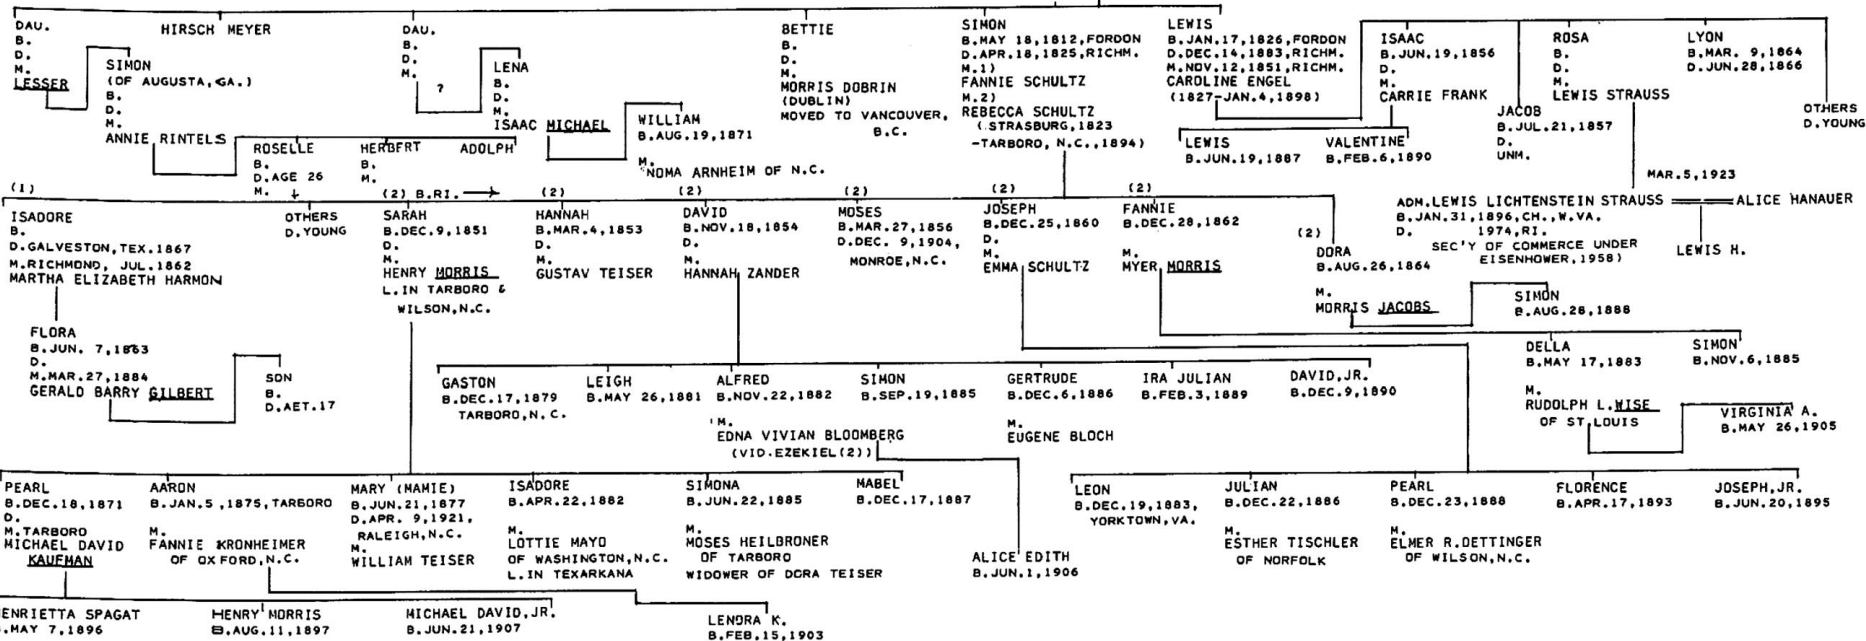 DAU.
B.
D.
M.
LESSER
SIMON
(OF AUGUSTA, GA.)
B.
D.
M.
ANNIE RINTELS
HIRSCH MEYER
ROSELLE
B.
D.AGE 26
M.
HERBERT
B.
M.
ADOLPH
DAU.
B.
D.
M.
?
LENA
B.
D.
M.
ISAAC MICHAEL
WILLIAM
B.AUG.19,1871
M.
NOMA ARNHEIM OF N.C.
BETTIE
B.
D.
M.
MORRIS DOBRIN
(DUBLIN)
MOVED TO VANCOUVER,
B.C.
SIMON
B.MAY 18,1812,FORDON
D.APR.18,1825,RICHM.
M.1)
FANNIE SCHULTZ
M.2)
REBECCA SCHULTZ
(STRASBURG,1823
-TARBORO, N.C.,1894)
LEWIS
B.JAN.17,1826,FORDON
D.DEC.14,1883,RICHM.
M.NOV.12,1851,RICHM.
CAROLINE ENGEL
(1827-JAN.4,1898)
ISAAC
B.JUN.19,1856
D.
M.
CARRIE FRANK
LEWIS
B.JUN.19,1887
VALENTINE
B.FEB.6,1890
JACOB
B.JUL.21,1857
D.
UNM.
ROSA
B.
D.
M.
LEWIS STRAUSS
LYON
B.MAR. 9,1864
D.JUN.28,1866
OTHERS
D.YOUNG
MAR.5,1923
ADM.LEWIS LICHTENSTEIN STRAUSS
B.JAN.31,1896,CH.,W.VA.
D. 1974,RI.
SEC'Y OF COMMERCE UNDER
EISENHOWER,1958)
ALICE HANAUER
LEWIS H.
(1)
ISADORE
B.
D.GALVESTON,TEX.1867
M.RICHMOND, JUL.1862
MARTHA ELIZABETH HARMON
OTHERS
D.YOUNG
(2) B.RI.
SARAH
B.DEC.9,1851
D.
M.
HENRY MORRIS
L.IN TARBORO &
WILSON,N.C.
(2)
HANNAH
B.MAR.4,1853
D.
M.
GUSTAV TEISER
(2)
DAVID
B.NOV.18,1854
D.
M.
HANNAH ZANDER
(2)
MOSES
B.MAR.27,1856
D.DEC. 9,1904,
MONROE,N.C.
(2)
JOSEPH
B.DEC.25,1860
D.
M.
EMMA SCHULTZ
(2)
FANNIE
B.DEC.28,1862
M.
MYER MORRIS
(2)
DORA
B.AUG.26,1864
M.
MORRIS JACOBS
SIMON
B.AUG.28,1888
FLORA
B.JUN. 7,1863
D.
M.MAR.27,1884
GERALD BARRY GILBERT
SON
B.
D.AET.17
GASTON
B.DEC.17,1879
TARBORO,N.C.
LEIGH
B.MAY 26,1881
ALFRED
B.NOV.22,1882
M.
EDNA VIVIAN BLOOMBERG
(VID.EZEKIEL(2))
SIMON
B.SEP.19,1885
GERTRUDE
B.DEC.6,1886
M.
EUGENE BLOCH
IRA JULIAN
B.FEB.3,1889
DAVID,JR.
B.DEC.9,1890
DELLA
B.MAY 17,1883
M.
RUDOLPH L.WISE
OF ST.LOUIS
SIMON
B.NOV.6,1885
VIRGINIA A.
B.MAY 26,1905
PEARL
B.DEC.18,1871
D.
M.TARBORO
MICHAEL DAVID
KAUFMAN
AARON
B.JAN.5,1875,TARBORO
M.
FANNIE KRONHEIMER
OF OXFORD,N.C.
MARY (MAMIE)
B.JUN.21,1877
D.APR. 9,1921,
RALEIGH,N.C.
M.
WILLIAM TEISER
ISADORE
B.APR.22,1882
M.
LOTTIE MAYO
OF WASHINGTON,N.C.
L.IN TEXARKANA
SIMONA
B.JUN.22,1885
M.
MOSES HEILBRONER
OF TARBORO
WIDOWER OF DORA TEISER
MABEL
B.DEC.17,1887
ALICE EDITH
B.JUN.1,1906
LEON
B.DEC.19,1883,
YORKTOWN,VA.
JULIAN
B.DEC.22,1886
M.
ESTHER TISCHLER
OF NORFOLK
PEARL
B.DEC.23,1888
M.
ELMER R.OETTINGER
OF WILSON,N.C.
FLORENCE
B.APR.17,1893
JOSEPH,JR.
B.JUN.20,1895
HENRIETTA SPAGAT
B.MAY 7,1896
HENRY MORRIS
B.AUG.11,1897
MICHAEL DAVID,JR.
B.JUN.21,1907
LENORA K.
B.FEB.15,1903